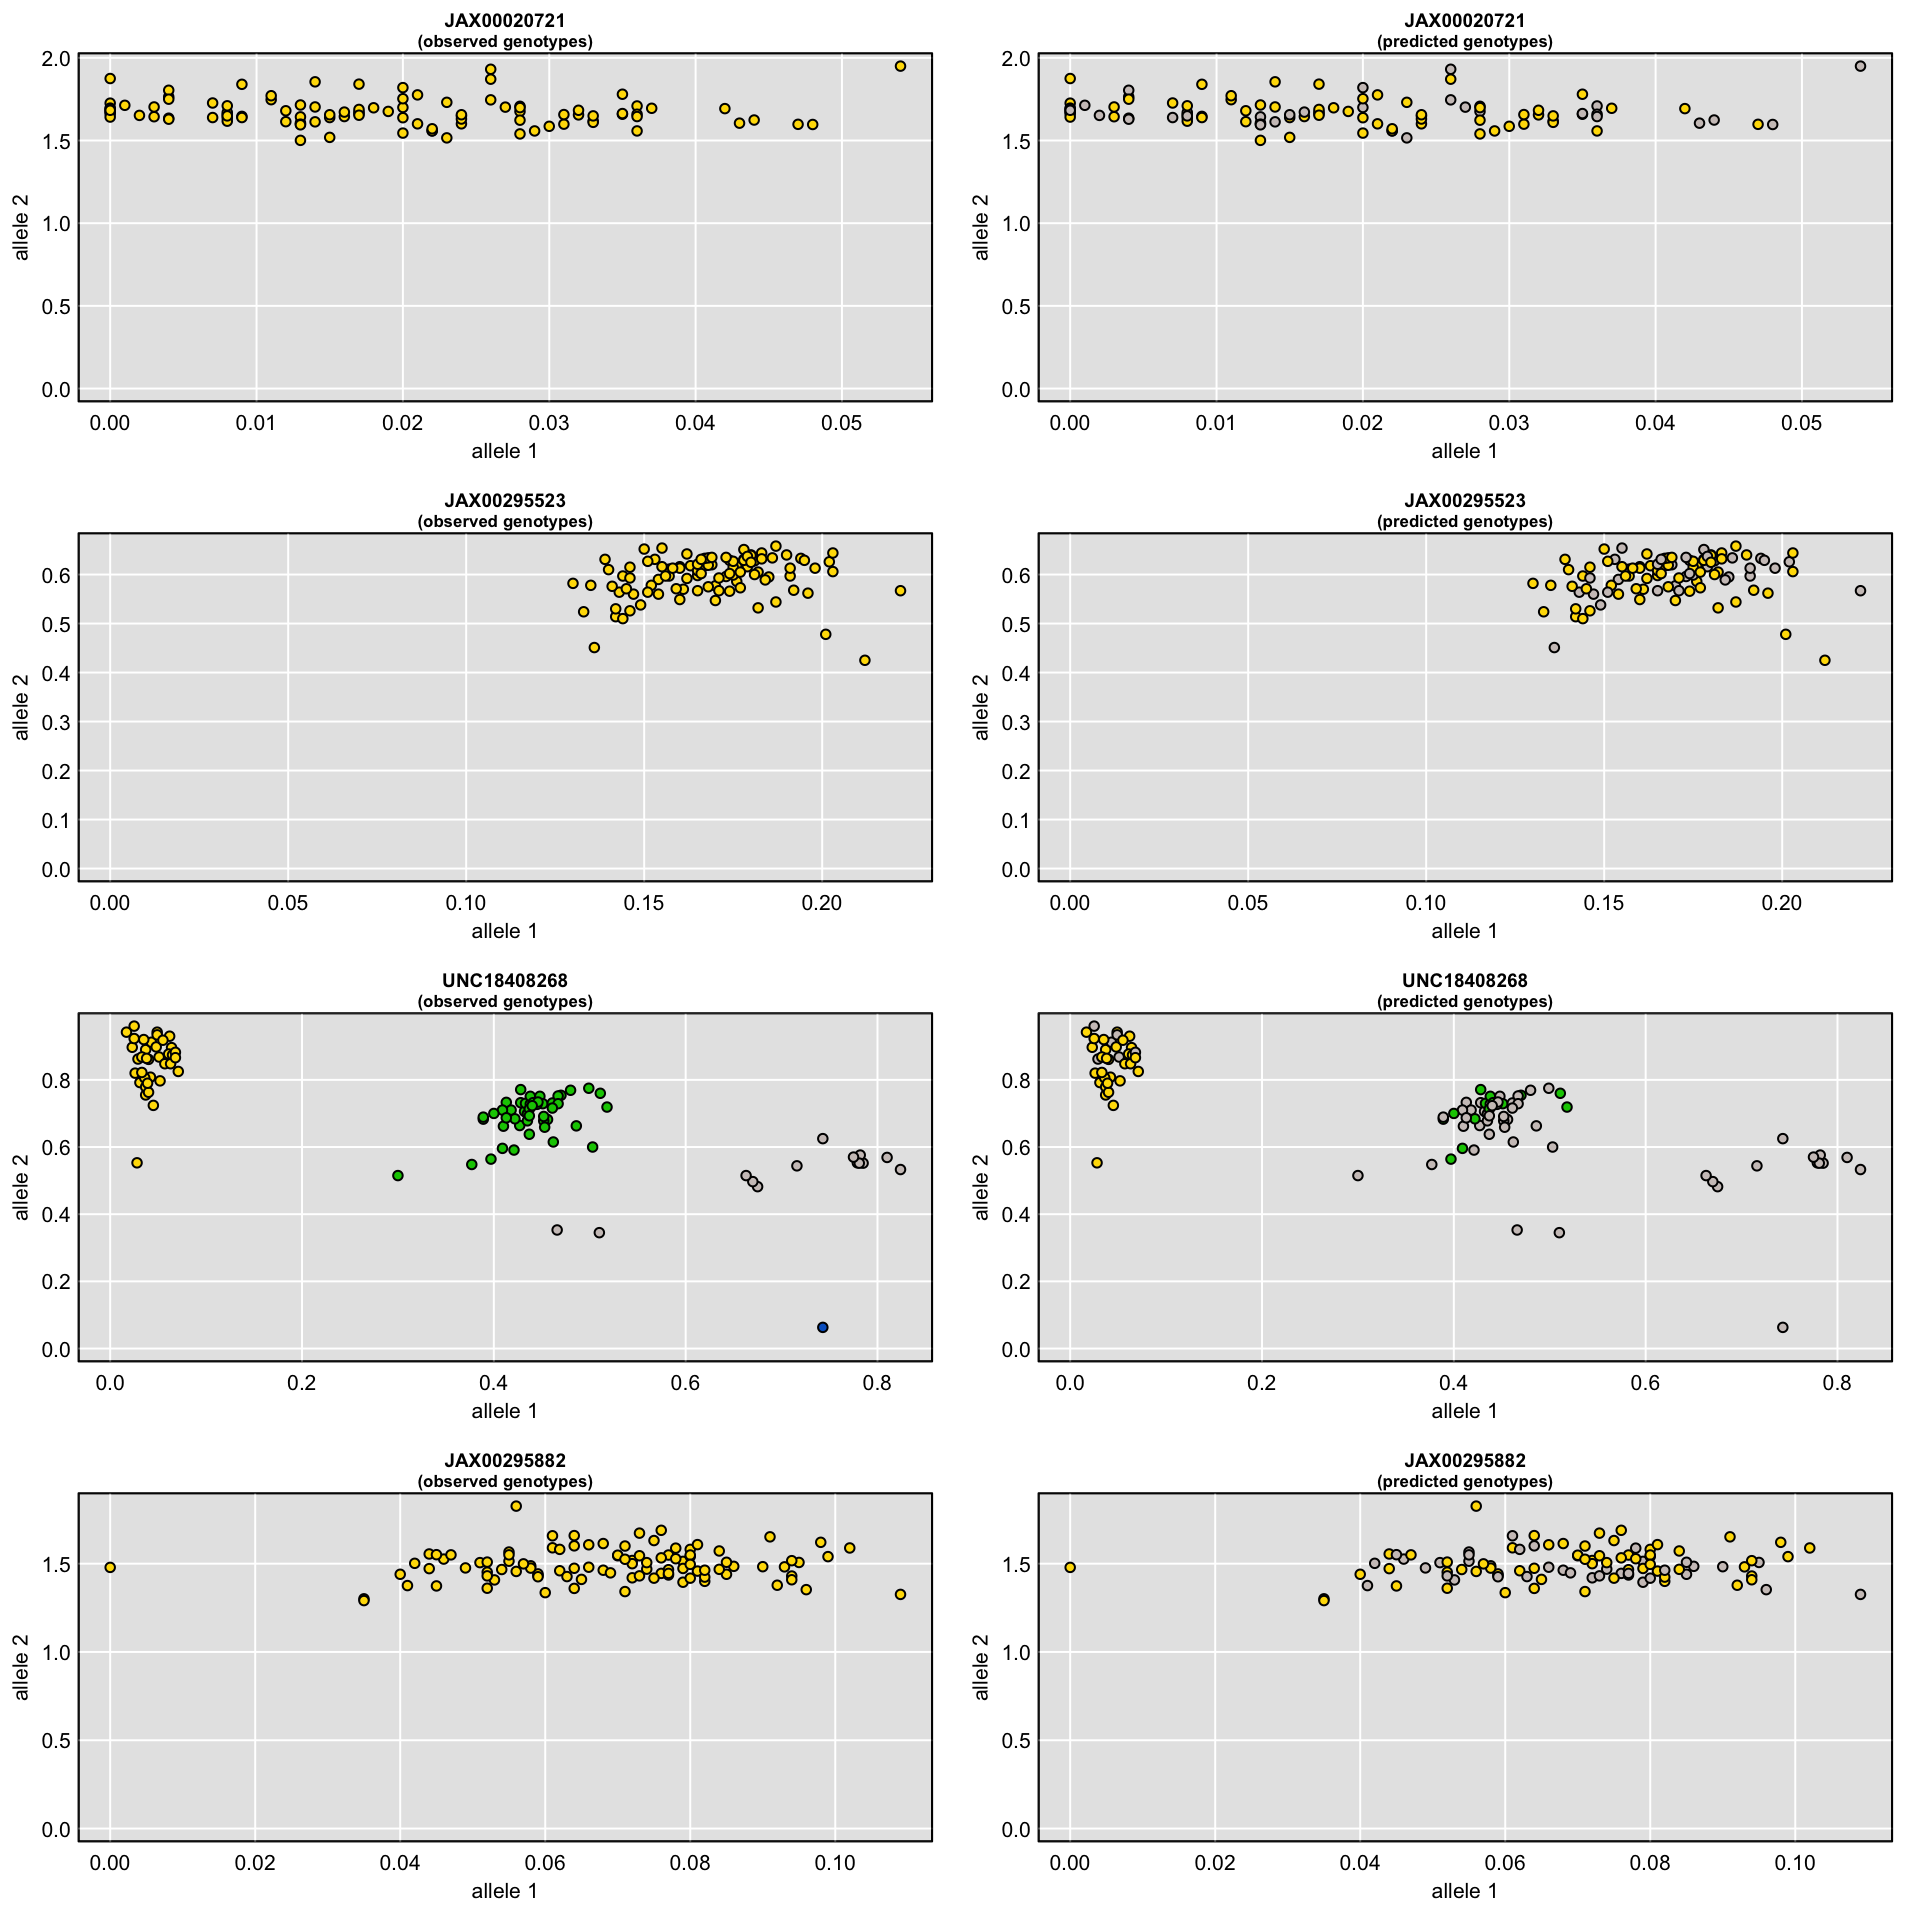 JAX00020721
(observed genotypes)
2.0
1.5
1.0
0.5
0.0
allele 2
0.00 0.01 0.02 0.03 0.04 0.05
allele 1
JAX00020721
(predicted genotypes)
2.0
1.5
1.0
0.5
0.0
allele 2
0.00 0.01 0.02 0.03 0.04 0.05
allele 1
JAX00295523
(observed genotypes)
0.6
0.5
0.4
0.3
0.2
0.1
0.0
allele 2
0.00 0.05 0.10 0.15 0.20
allele 1
JAX00295523
(predicted genotypes)
0.6
0.5
0.4
0.3
0.2
0.1
0.0
allele 2
0.00 0.05 0.10 0.15 0.20
allele 1
UNC18408268
(observed genotypes)
0.8
0.6
0.4
0.2
0.0
allele 2
0.0 0.2 0.4 0.6 0.8
allele 1
UNC18408268
(predicted genotypes)
0.8
0.6
0.4
0.2
0.0
allele 2
0.0 0.2 0.4 0.6 0.8
allele 1
JAX00295882
(observed genotypes)
1.5
1.0
0.5
0.0
allele 2
0.00 0.02 0.04 0.06 0.08 0.10
allele 1
JAX00295882
(predicted genotypes)
1.5
1.0
0.5
0.0
allele 2
0.00 0.02 0.04 0.06 0.08 0.10
allele 1